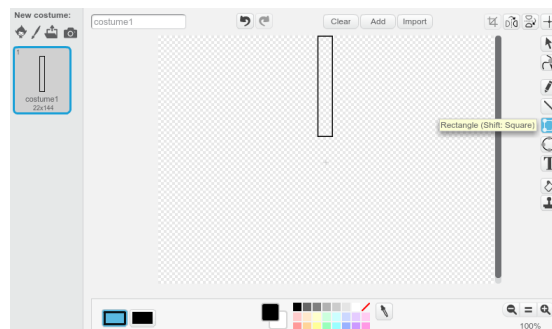 New costume:
costume1
Clear
Add
Import
1
costume1
22x144
Rectangle (Shift: Square)
T
100%